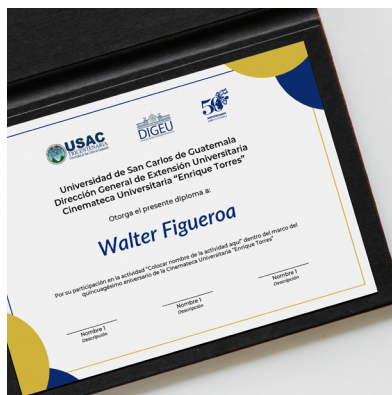 USAC
TRICENTENARIA
DIGEU
50
Universidad de San Carlos de Guatemala
Dirección General de Extensión Universitaria
Cinemateca Universitaria "Enrique Torres"
Otorga el presente diploma a:
Walter Figueroa
Por su participación en la actividad "Colocar nombre de la actividad aquí" dentro del marco del
quincuagésimo aniversario de la Cinemateca Universitaria "Enrique Torres"
Nombre 1
Descripción
Nombre 1
Descripción
Nombre 1
Descripción